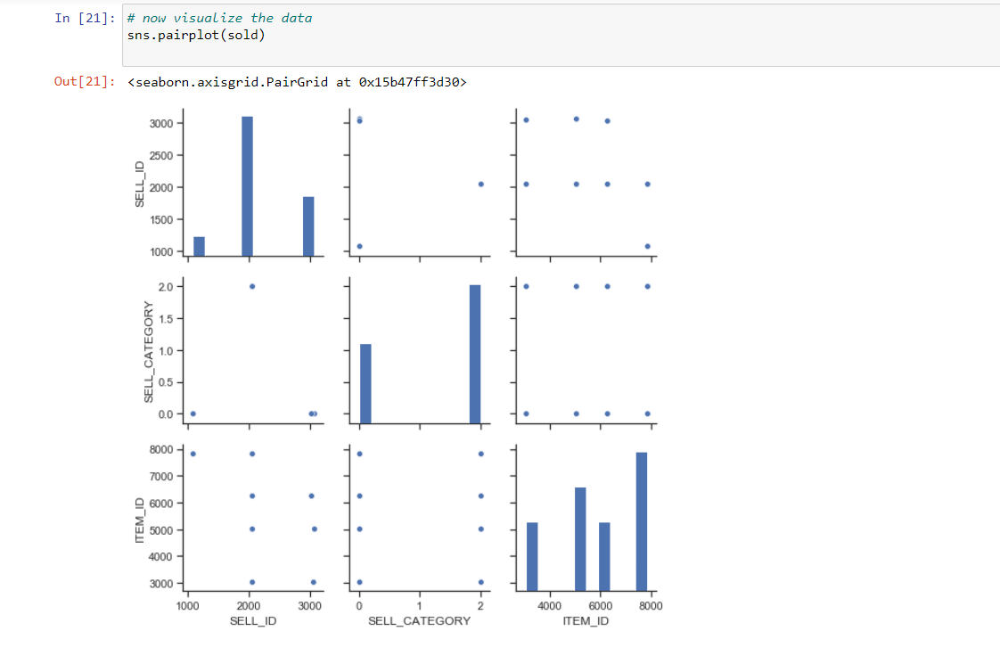 In [21]: # now visualize the data
sns.pairplot(sold)
Out[21]: <seaborn.axisgrid.PairGrid at 0x15b47ff3d30>
3000
2500
2000
1500
1000
SELL_ID
2.0
1.5
1.0
0.5
0.0
SELL_CATEGORY
8000
7000
6000
5000
4000
3000
ITEM_ID
1000 2000 3000 0 1 2 4000 6000 8000
SELL_ID SELL_CATEGORY ITEM_ID